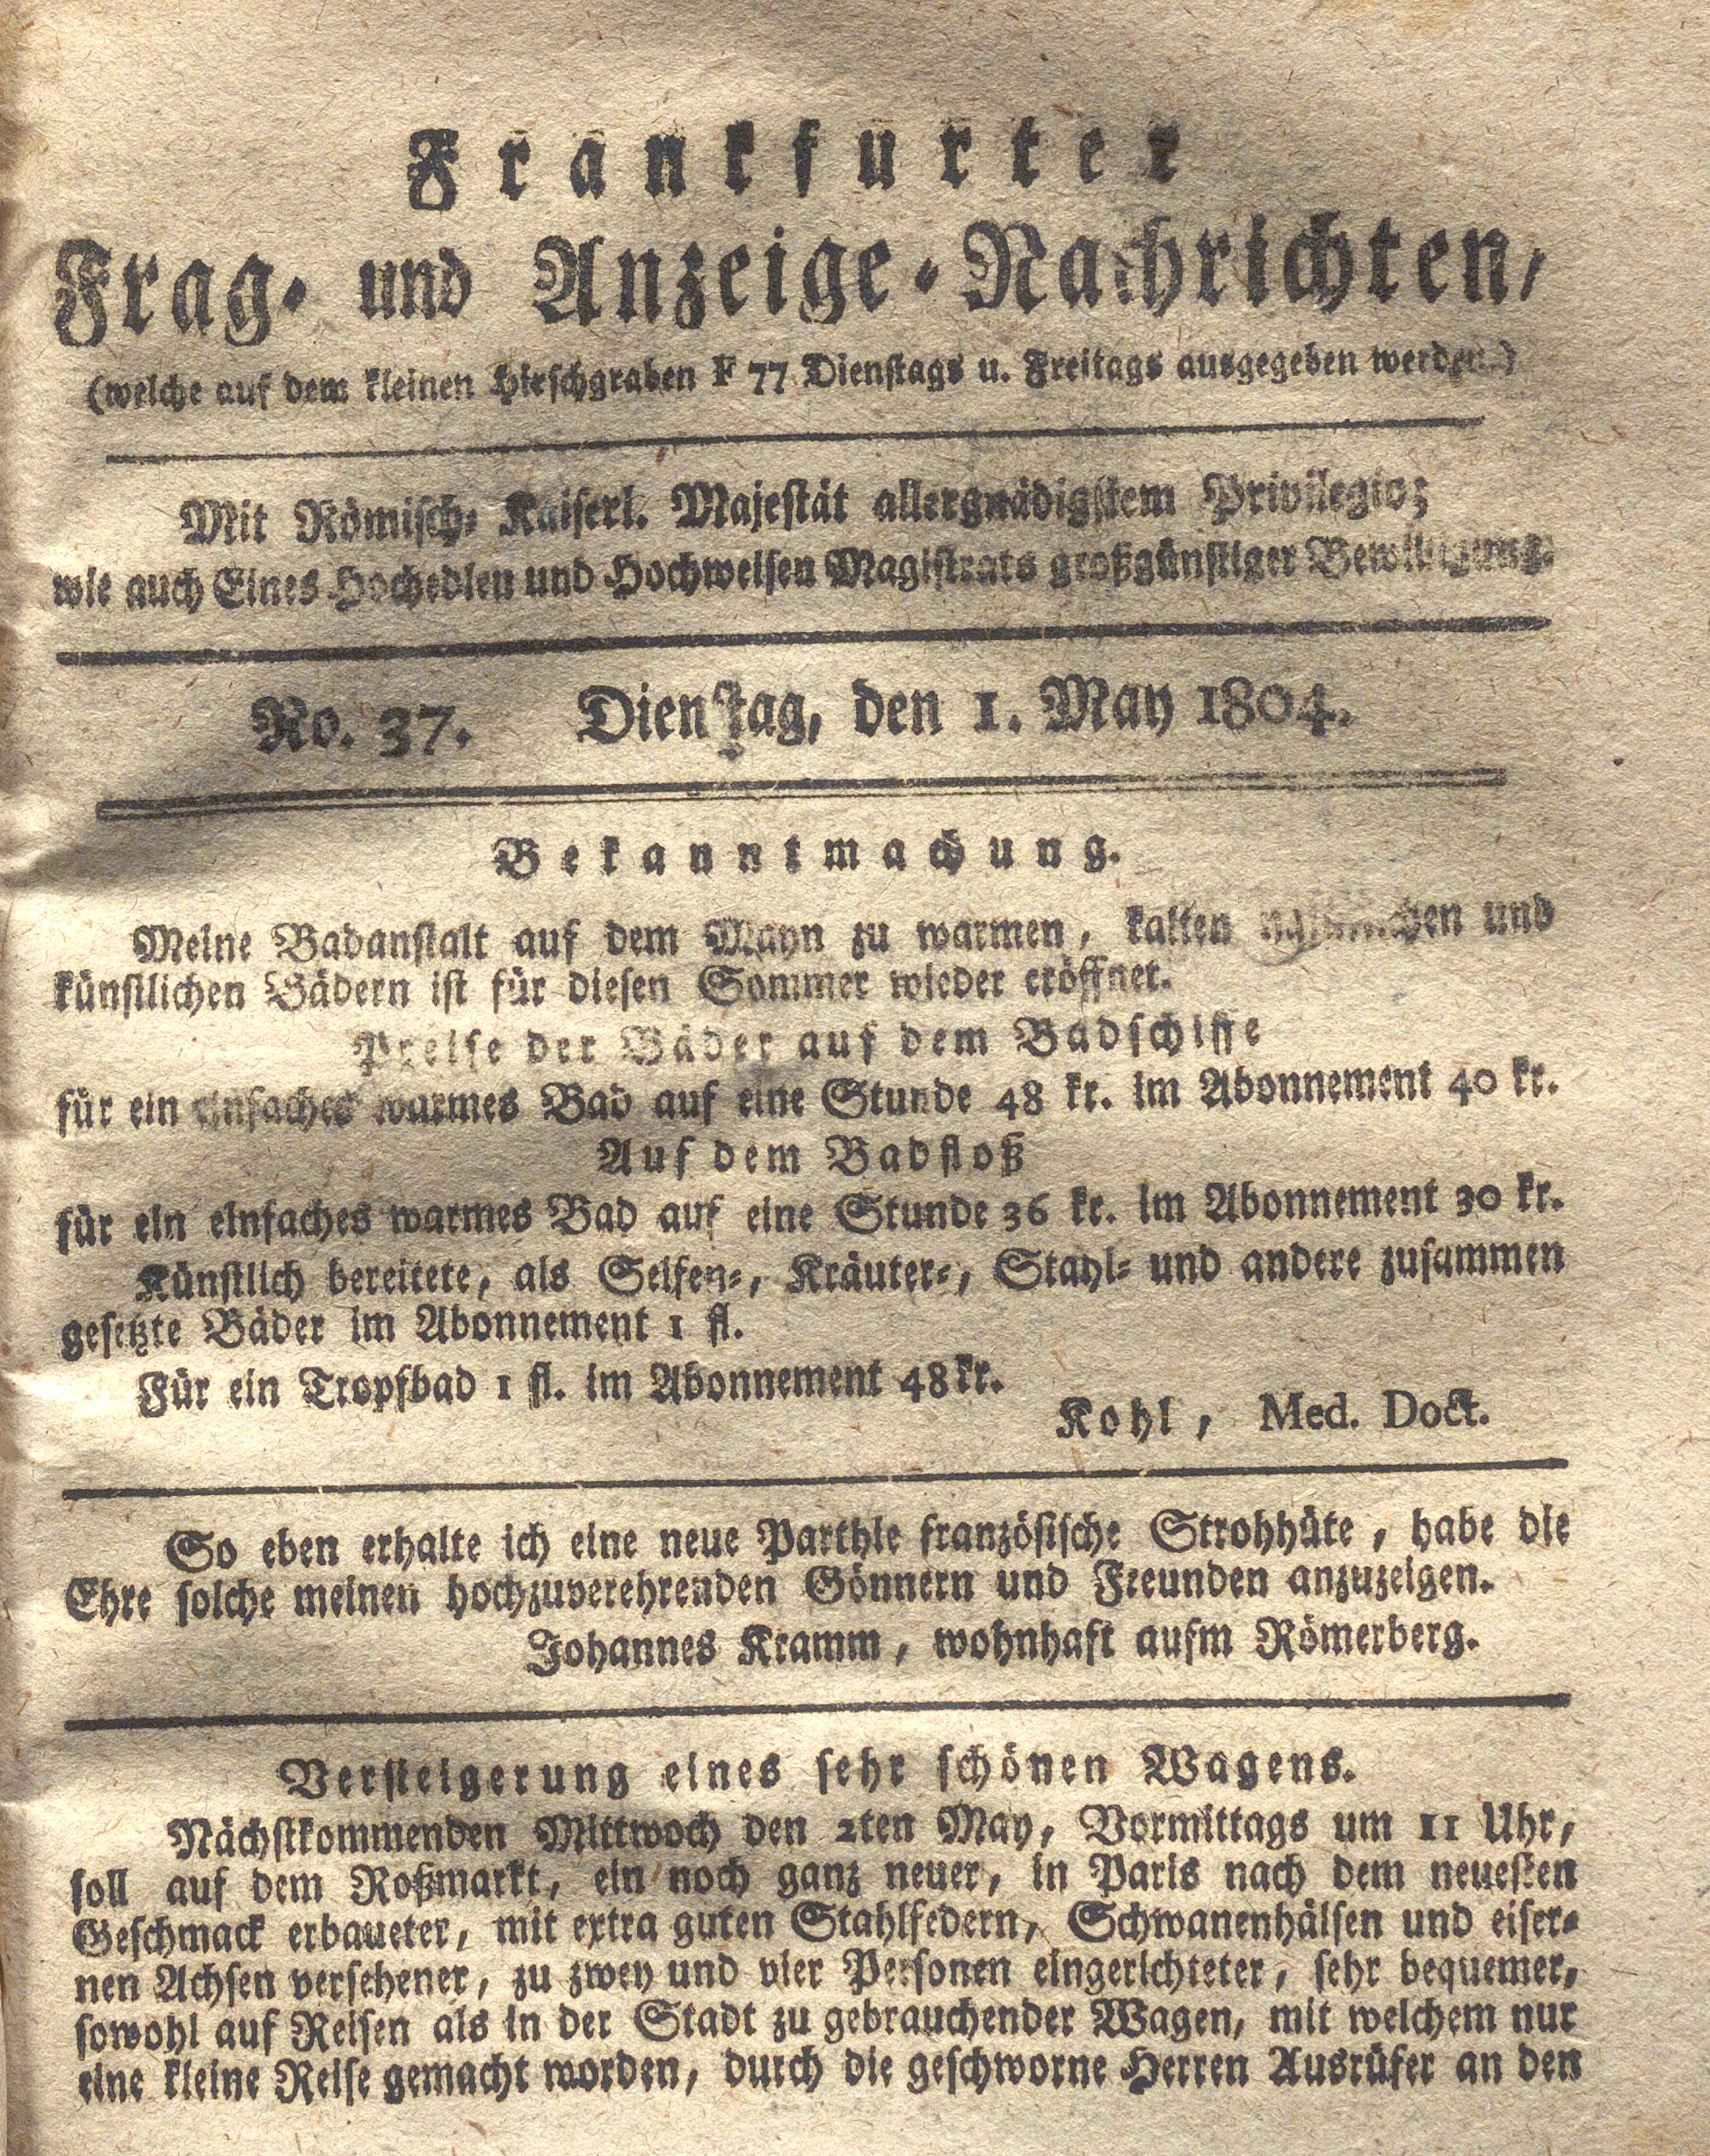 Frankfurter
Frag- und Anzeige-Nachrichten,
(welche auf dem kleinen Hirschgraben F 77 Dienstags u. Freitags ausgegeben werden.)
Mit Römisch- Kaiserl. Majestät allergnädigstem Privilegio;
wie auch Eines Hochedlen und Hochweisen Magistrats großgünstiger Bewilligung.
No. 37. Dienstag, den 1. May 1804.
Bekanntmachung.
Meine Badanstalt auf dem Mayn zu warmen, kalten und
künstlichen Bädern ist für diesen Sommer wieder eröffnet.
Preise der Bäder auf dem Badschiffe
für ein einfaches warmes Bad auf eine Stunde 48 kr. im Abonnement 40 kr.
Auf dem Badfloß
für ein einfaches warmes Bad auf eine Stunde 36 kr. im Abonnement 30 kr.
Künstlich bereitete, als Seifen-, Kräuter-, Stahl- und andere zusammen
gesetzte Bäder im Abonnement 1 fl.
Für ein Tropfbad 1 fl. im Abonnement 48 kr.
Kohl, Med. Doct.
So eben erhalte ich eine neue Parthie französische Strohhüte, habe die
Ehre solche meinen hochzuverehrenden Gönnern und Freunden anzuzeigen.
Johannes Kramm, wohnhaft aufm Römerberg.
Versteigerung eines sehr schönen Wagens.
Nächstkommenden Mittwoch den 2ten May, Vormittags um 11 Uhr,
soll auf dem Roßmarkt, ein noch ganz neuer, in Paris nach dem neuesten
Geschmack erbaueter, mit extra guten Stahlfedern, Schwanenhälsen und eiser-
nen Achsen versehener, zu zwey und vier Personen eingerichteter, sehr bequemer,
sowohl auf Reisen als in der Stadt zu gebrauchender Wagen, mit welchem nur
eine kleine Reise gemacht worden, durch die geschworne Herren Ausrüfer an den